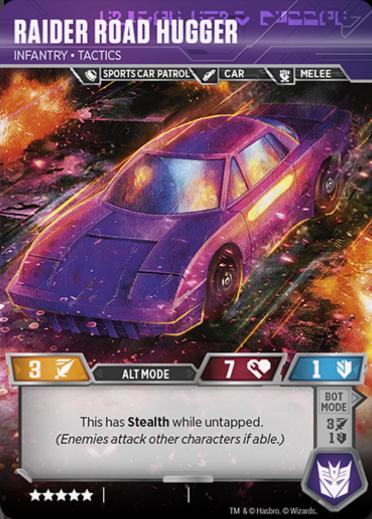 RAIDER ROAD HUGGER
INFANTRY • TACTICS
SPORTS CAR PATROL CAR MELEE
3 ALT MODE 7 1
BOT
MODE
3
1
This has Stealth while untapped.
(Enemies attack other characters if able.)
TM & © Hasbro. © Wizards.